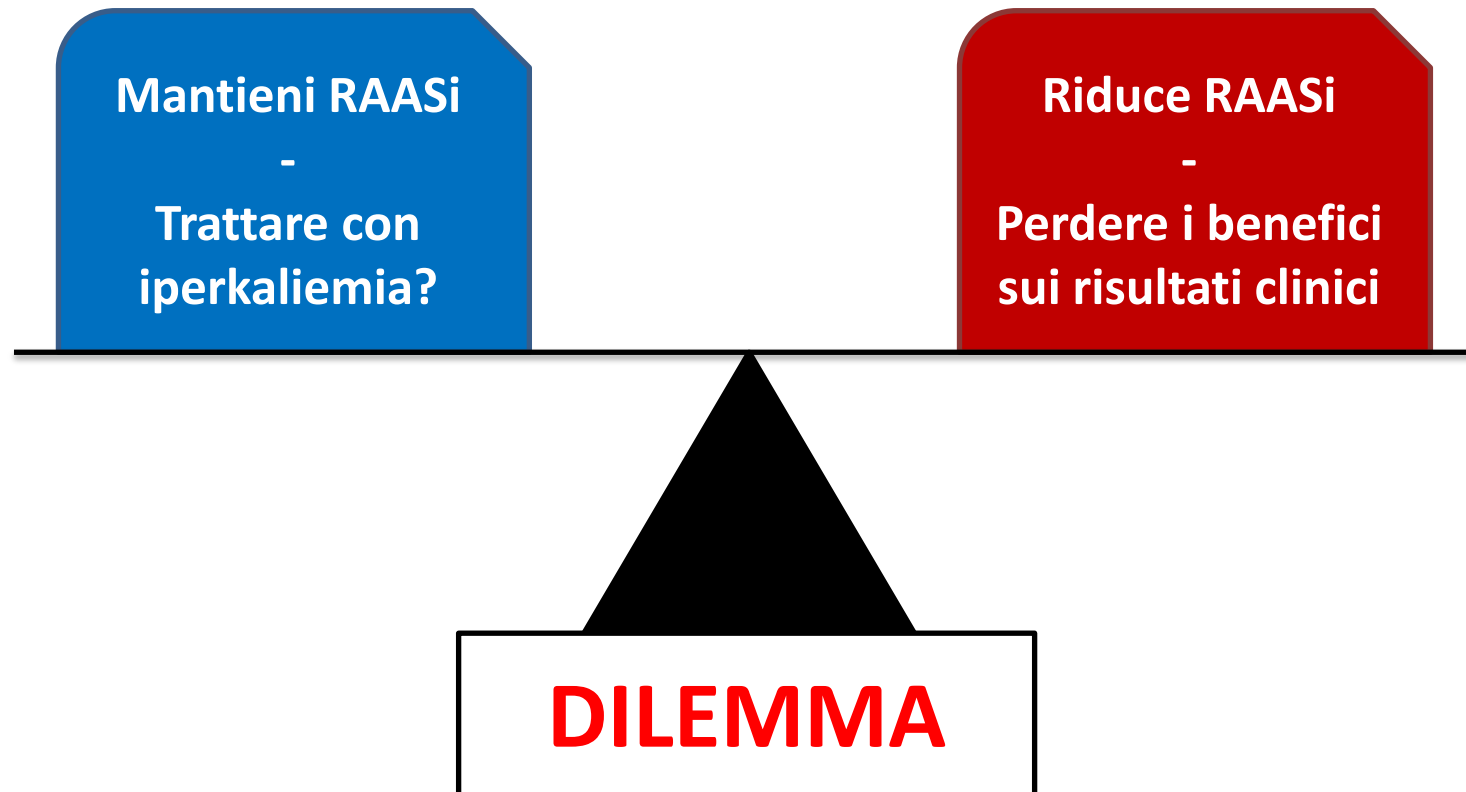 Mantieni RAASi
-
Trattare con
iperkaliemia?
Riduce RAASi
-
Perdere i benefici
sui risultati clinici
DILEMMA